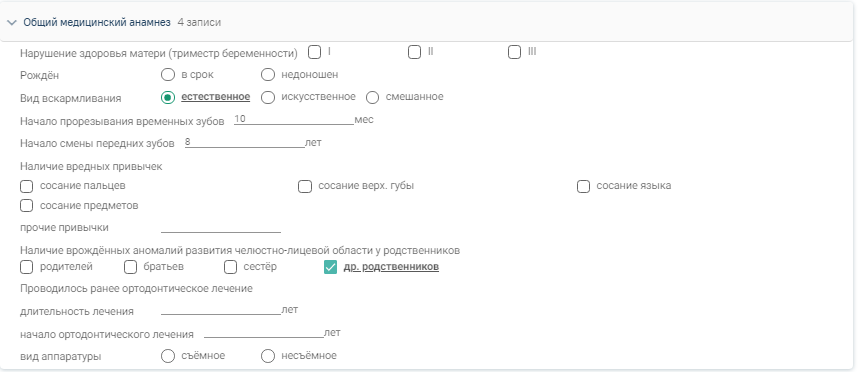 Общий медицинский анамнез 4 записи
Нарушение здоровья матери (триместр беременности) I II III
Рождён в срок недоношен
Вид вскармливания естественное искусственное смешанное
Начало прорезывания временных зубов 10 мес
Начало смены передних зубов 8 лет
Наличие вредных привычек
сосание пальцев сосание верх. губы сосание языка
сосание предметов
прочие привычки
Наличие врождённых аномалий развития челюстно-лицевой области у родственников
родителей братьев сестёр др. родственников
Проводилось ранее ортодонтическое лечение
длительность лечения лет
начало ортодонтического лечения лет
вид аппаратуры съёмное несъёмное